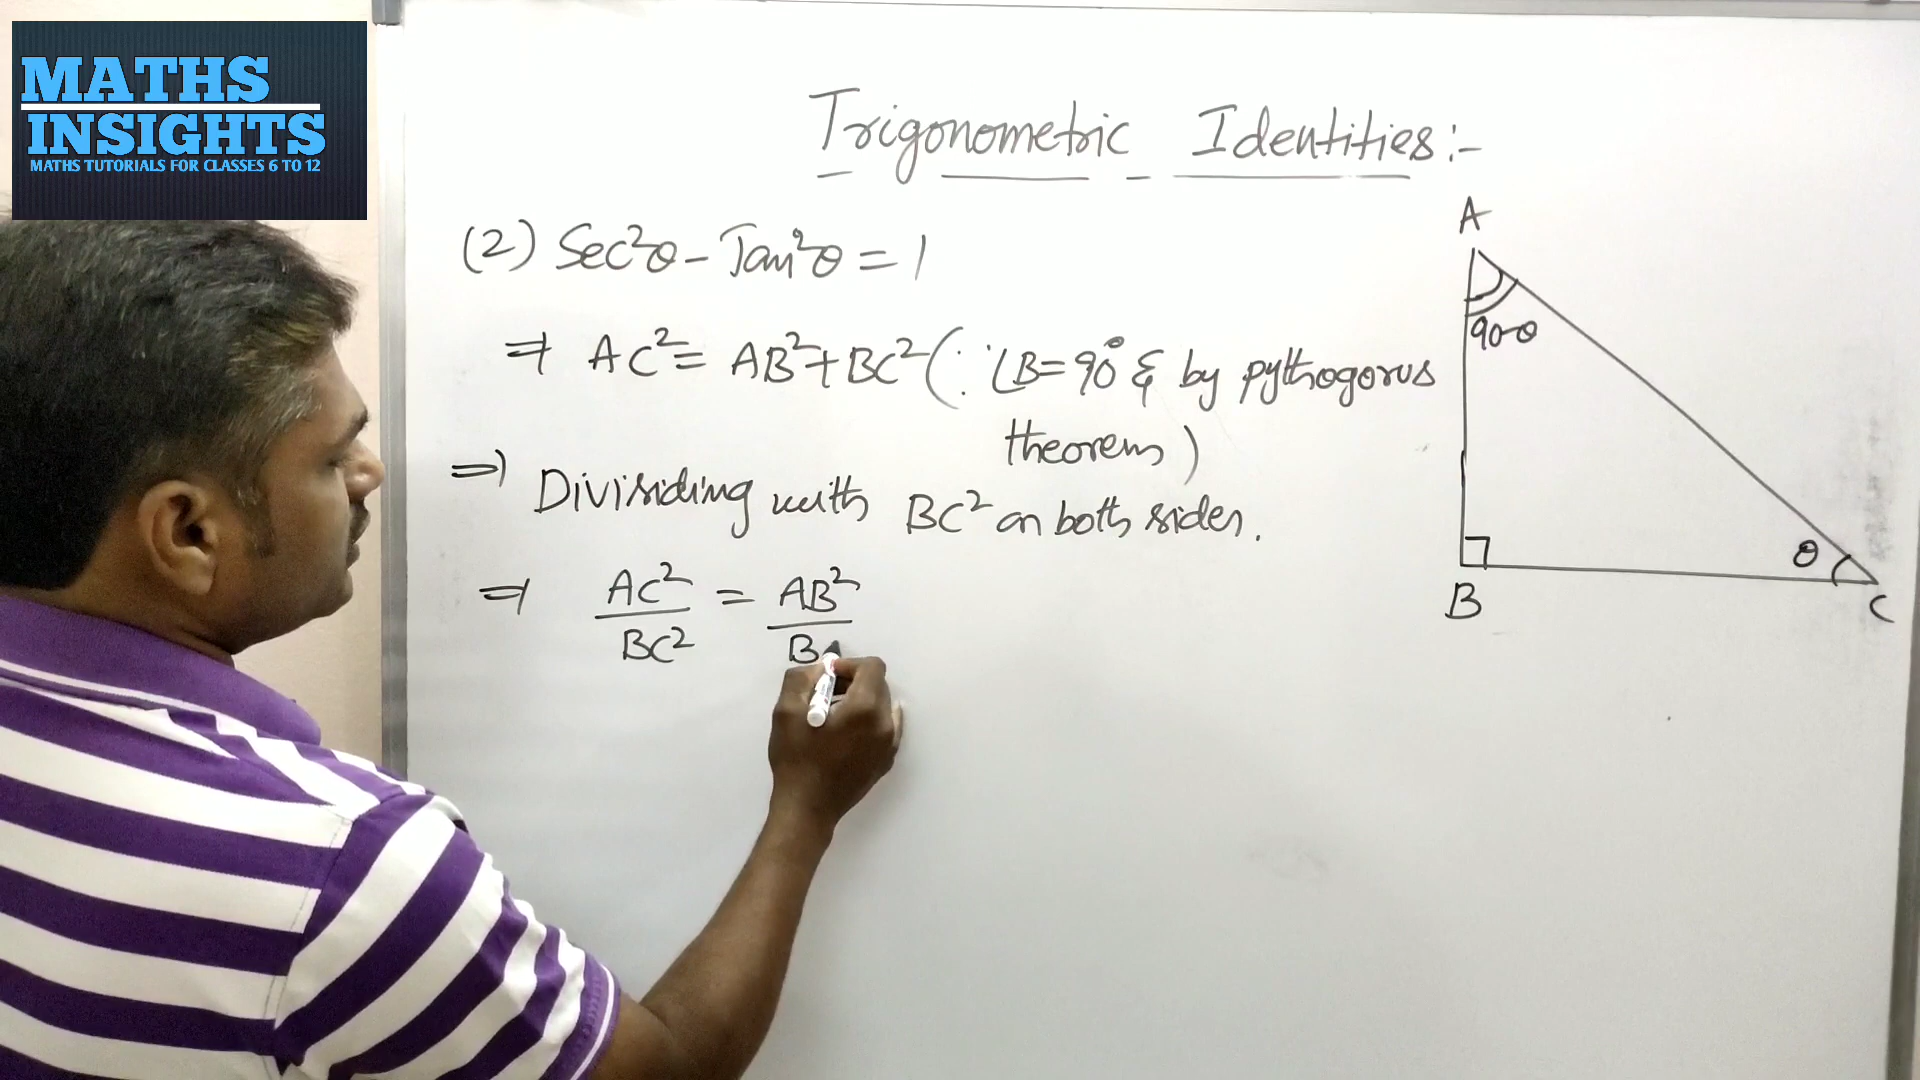 MATHS
INSIGHTS
MATHS TUTORIALS FOR CLASSES 6 TO 12
Trigonometric Identities:-
(2) Sec²θ - Tan²θ = 1
⇒ AC² = AB² + BC² (∵ ∠B = 90° & by pythogorus
theorem)
⇒ Divisiding with BC² on both sides.
⇒ AC²/BC² = AB²/B
A
90-θ
B
θ
C